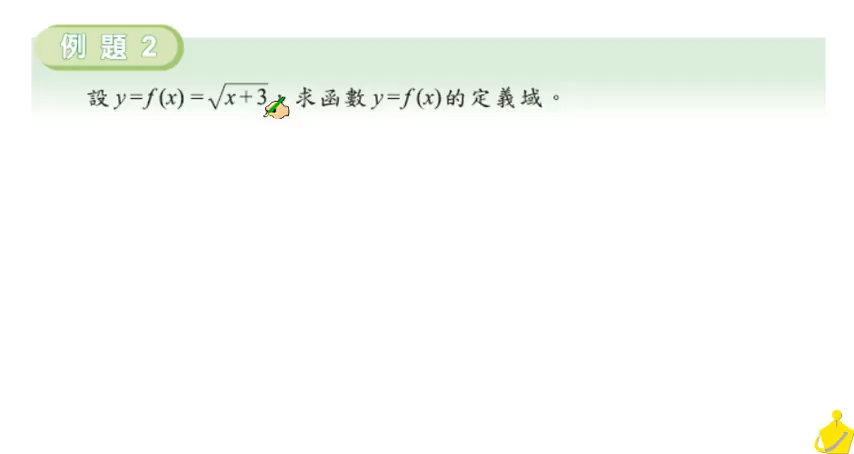 例題2
設 y=f(x)=√(x+3)，求函數 y=f(x)的定義域。